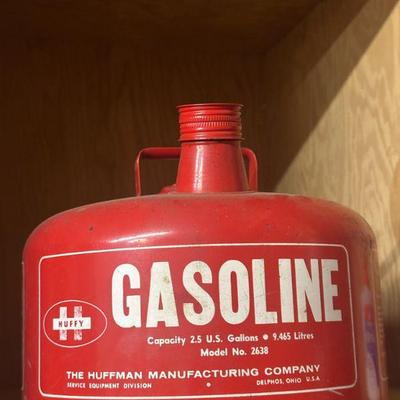 GASOLINE
HUFFY
Capacity 2.5 U.S. Gallons • 9.465 Litres
Model No. 2638
THE HUFFMAN MANUFACTURING COMPANY
SERVICE EQUIPMENT DIVISION • DELPHOS, OHIO U.S.A